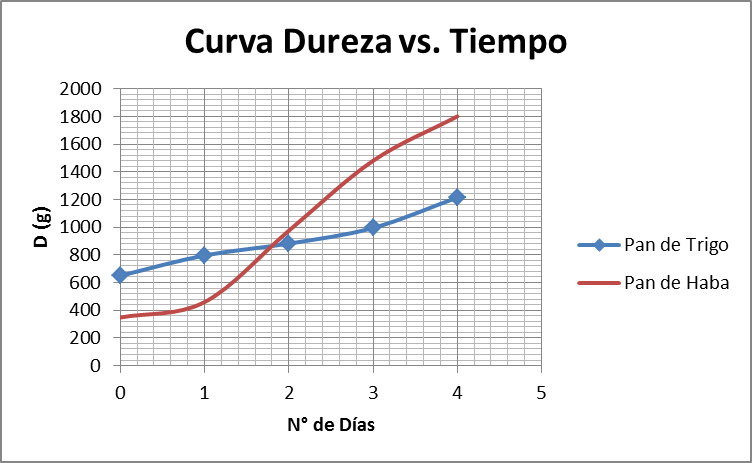 Curva Dureza vs. Tiempo
2000
1800
1600
1400
1200
1000
800
600
400
200
0
D (g)
0 1 2 3 4 5
N° de Días
Pan de Trigo
Pan de Haba